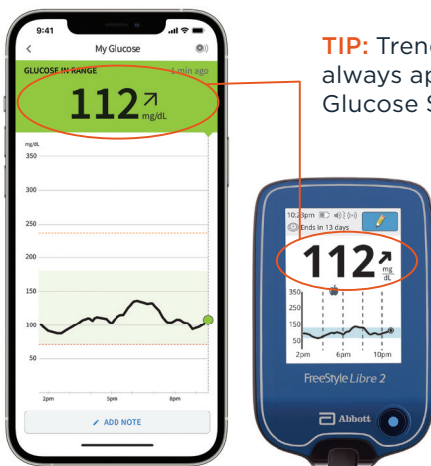 9:41
My Glucose
GLUCOSE IN RANGE
1 min ago
112
mg/dL
mg/dL
350
300
250
200
150
100
50
2pm 5pm 8pm
ADD NOTE
TIP:
always
Glucose
10:23pm
Ends in 13 days
112
mg
dL
350
250
150
50
2pm 6pm 10pm
FreeStyle Libre 2
Abbott